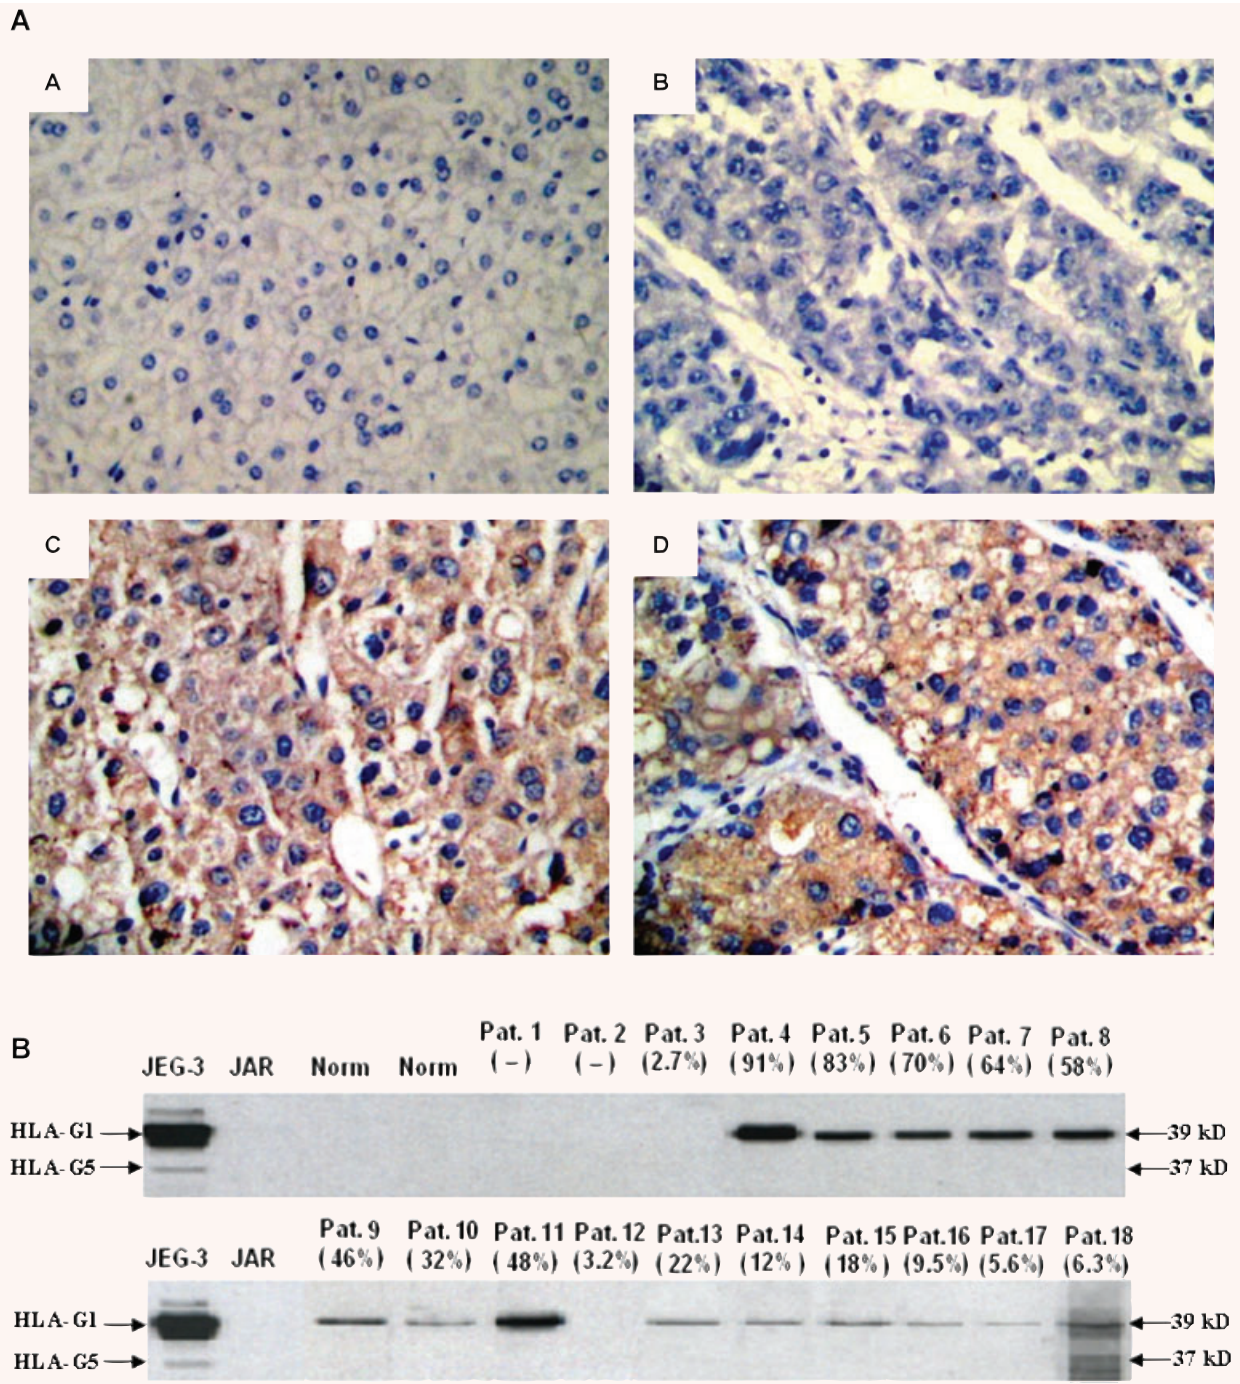 A
A
B
C
D
B
JEG-3 JAR Norm Norm Pat. 1 (–) Pat. 2 (–) Pat. 3 (2.7%) Pat. 4 (91%) Pat.5 (83%) Pat. 6 (70%) Pat. 7 (64%) Pat. 8 (58%)
HLA-G1 39 kD
HLA-G5 37 kD
JEG-3 JAR Pat. 9 (46%) Pat. 10 (32%) Pat. 11 (48%) Pat. 12 (3.2%) Pat.13 (22%) Pat.14 (12%) Pat. 15 (18%) Pat.16 (9.5%) Pat.17 (5.6%) Pat. 18 (6.3%)
HLA-G1 39 kD
HLA-G5 37 kD